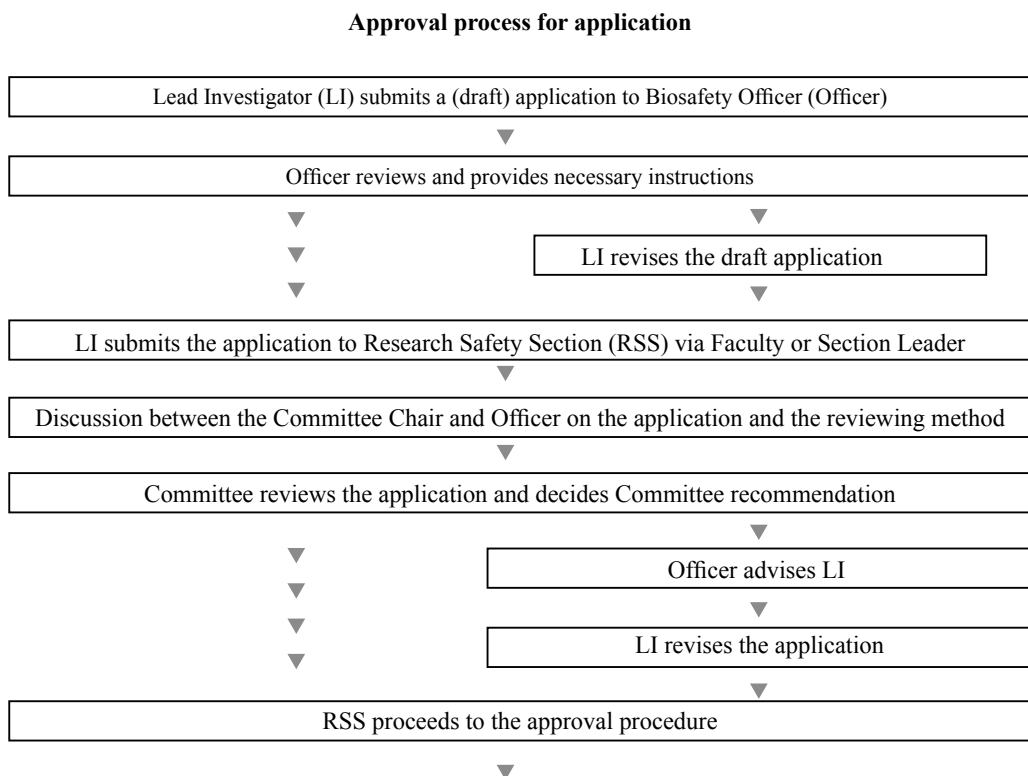 Approval process for application
Lead Investigator (LI) submits a (draft) application to Biosafety Officer (Officer)
Officer reviews and provides necessary instructions
LI revises the draft application
LI submits the application to Research Safety Section (RSS) via Faculty or Section Leader
Discussion between the Committee Chair and Officer on the application and the reviewing method
Committee reviews the application and decides Committee recommendation
Officer advises LI
LI revises the application
RSS proceeds to the approval procedure